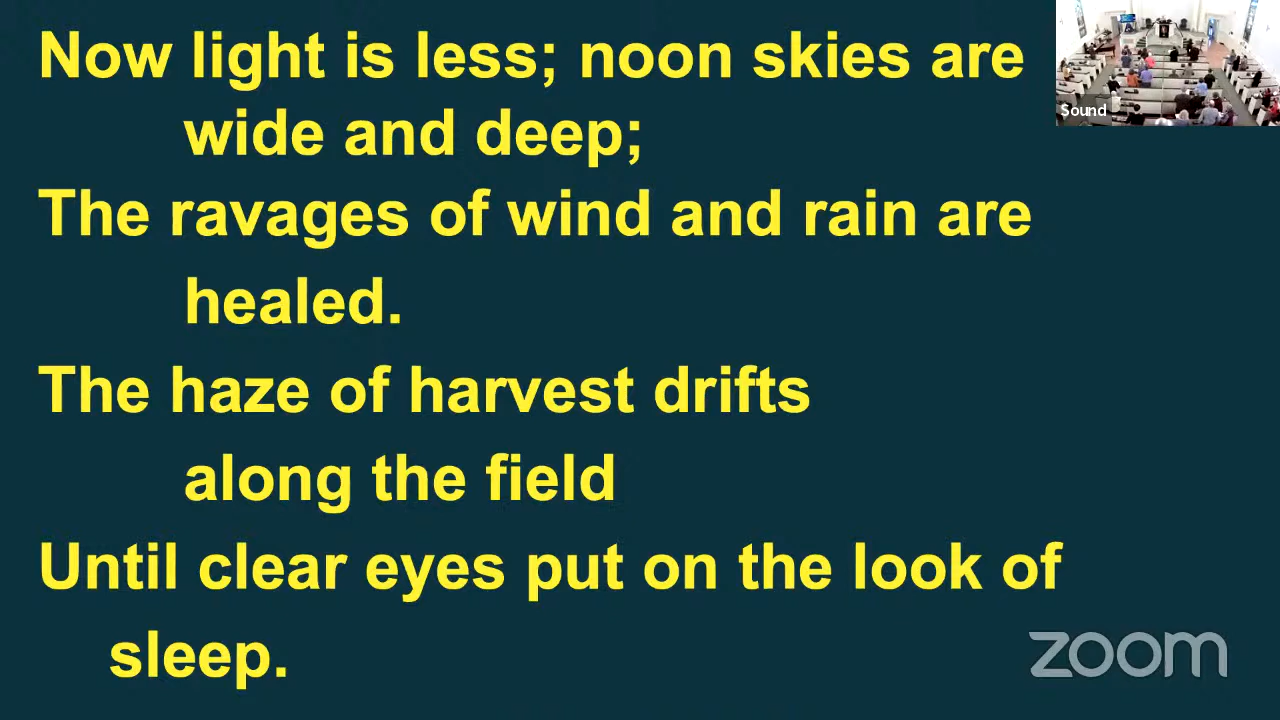 Now light is less; noon skies are
wide and deep;
The ravages of wind and rain are
healed.
The haze of harvest drifts
along the field
Until clear eyes put on the look of
sleep.
Sound
zoom